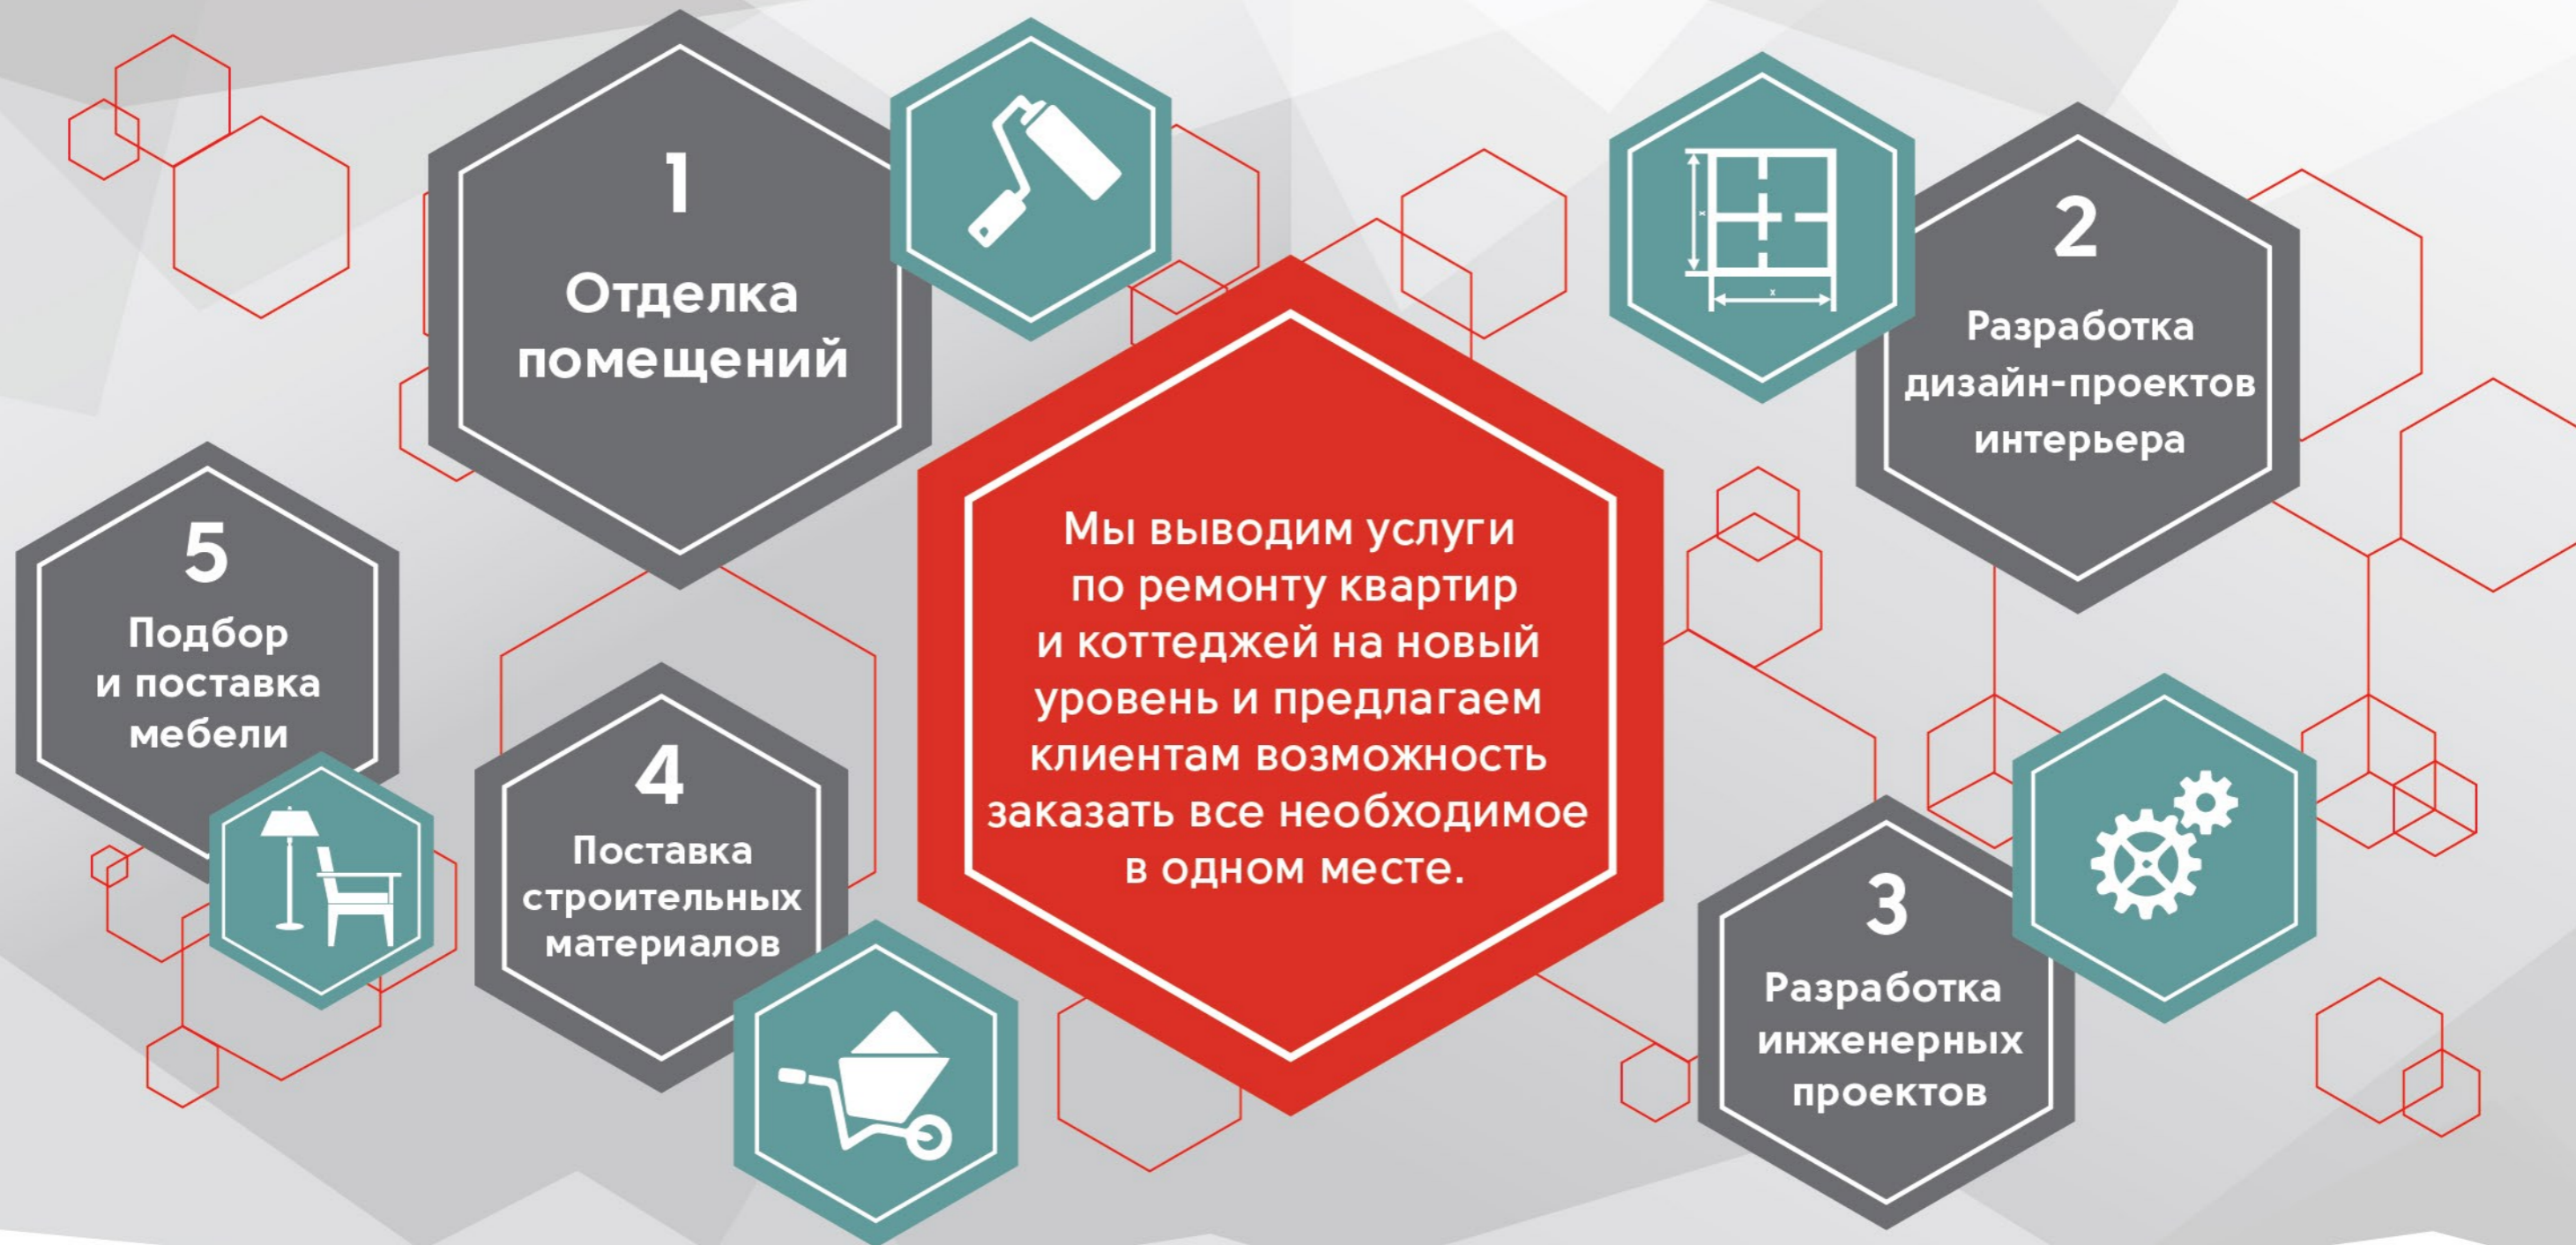 1
Отделка
помещений
2
Разработка
дизайн-проектов
интерьера
Мы выводим услуги
по ремонту квартир
и коттеджей на новый
уровень и предлагаем
клиентам возможность
заказать все необходимое
в одном месте.
3
Разработка
инженерных
проектов
4
Поставка
строительных
материалов
5
Подбор
и поставка
мебели
x
x